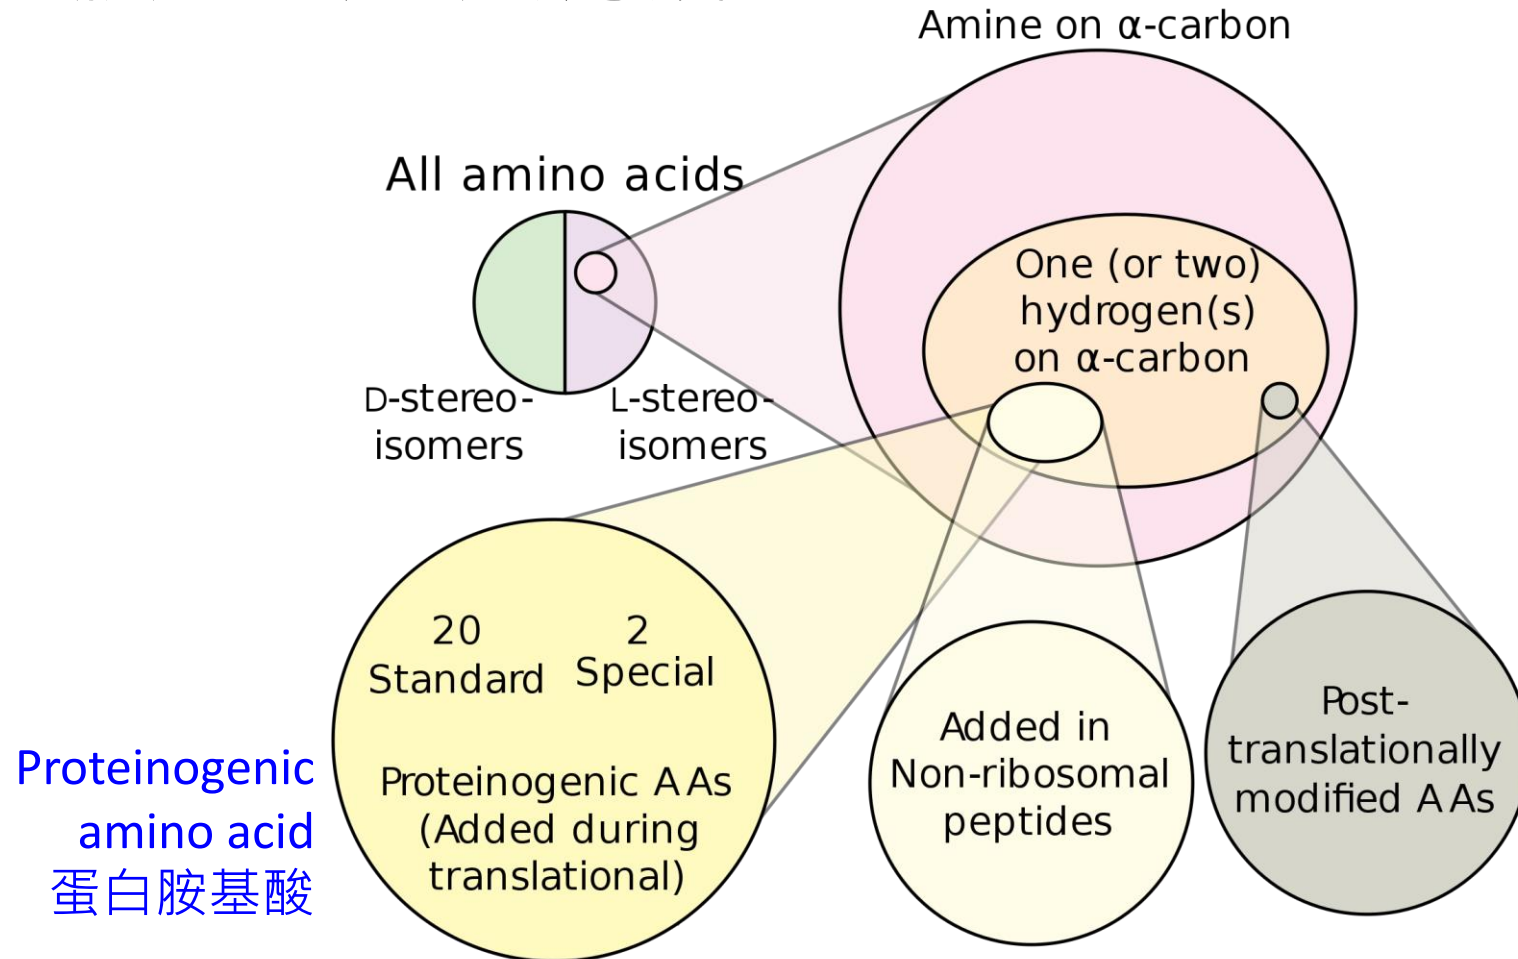 Amine on α-carbon
All amino acids
One (or two)
hydrogen(s)
on α-carbon
D-stereo-
isomers
L-stereo-
isomers
20
Standard
2
Special
Proteinogenic AAs
(Added during
translational)
Added in
Non-ribosomal
peptides
Post-
translationally
modified AAs
Proteinogenic
amino acid
蛋白胺基酸